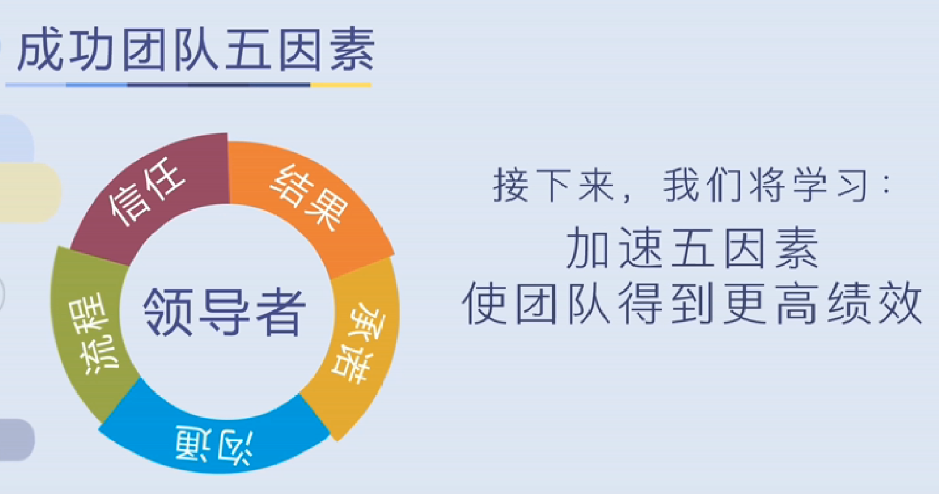 成功团队五因素
信任
结果
承诺
沟通
流程
领导者
接下来，我们将学习：
加速五因素
使团队得到更高绩效